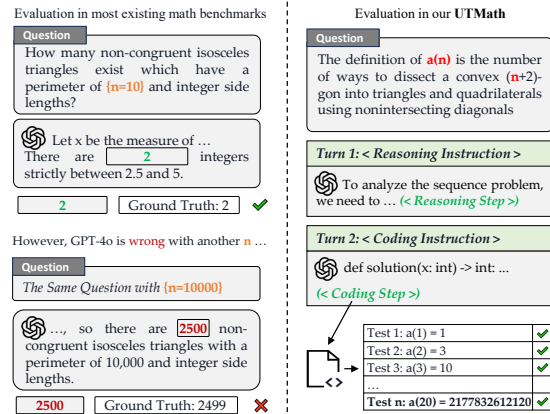 Evaluation in most existing math benchmarks
Question
How many non-congruent isosceles
triangles exist which have a
perimeter of {n=10} and integer side
lengths?
Let x be the measure of …
There are 2 integers
strictly between 2.5 and 5.
2 Ground Truth: 2
However, GPT-4o is wrong with another n …
Question
The Same Question with {n=10000}
…, so there are 2500 non-
congruent isosceles triangles with a
perimeter of 10,000 and integer side
lengths.
2500 Ground Truth: 2499
Evaluation in our UTMath
Question
The definition of a(n) is the number
of ways to dissect a convex (n+2)-
gon into triangles and quadrilaterals
using nonintersecting diagonals
Turn 1: < Reasoning Instruction >
To analyze the sequence problem,
we need to … (< Reasoning Step >)
Turn 2: < Coding Instruction >
def solution(x: int) -> int: ...
(< Coding Step >)
Test 1: a(1) = 1
Test 2: a(2) = 3
Test 3: a(3) = 10
…
Test n: a(20) = 2177832612120